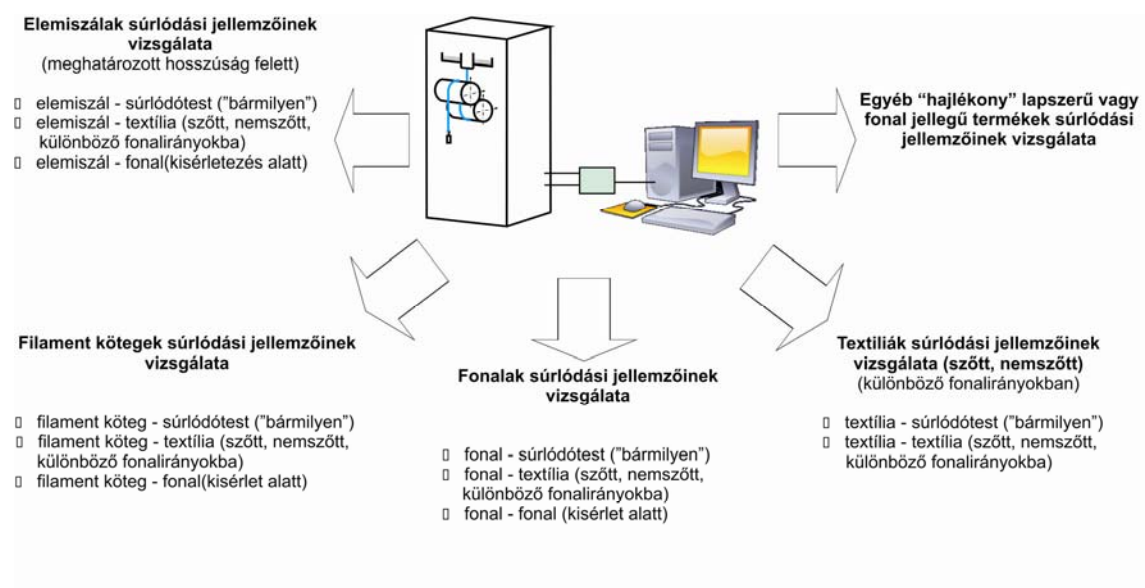 Elemiszálak súrlódási jellemzőinek
vizsgálata
(meghatározott hosszúság felett)
▯ elemiszál - súrlódótest ("bármilyen")
▯ elemiszál - textília (szőtt, nemszőtt,
különböző fonalirányokba)
▯ elemiszál - fonal(kisérletezés alatt)
Egyéb “hajlékony” lapszerű vagy
fonal jellegű termékek súrlódási
jellemzőinek vizsgálata
Filament kötegek súrlódási jellemzőinek
vizsgálata
▯ filament köteg - súrlódótest ("bármilyen")
▯ filament köteg - textília (szőtt, nemszőtt,
különböző fonalirányokba)
▯ filament köteg - fonal(kisérlet alatt)
Fonalak súrlódási jellemzőinek
vizsgálata
▯ fonal - súrlódótest ("bármilyen")
▯ fonal - textília (szőtt, nemszőtt,
különböző fonalirányokba)
▯ fonal - fonal (kisérlet alatt)
Textiliák súrlódási jellemzőinek
vizsgálata (szőtt, nemszőtt)
(különböző fonalirányokban)
▯ textília - súrlódótest ("bármilyen")
▯ textília - textília (szőtt, nemszőtt,
különböző fonalirányokba)